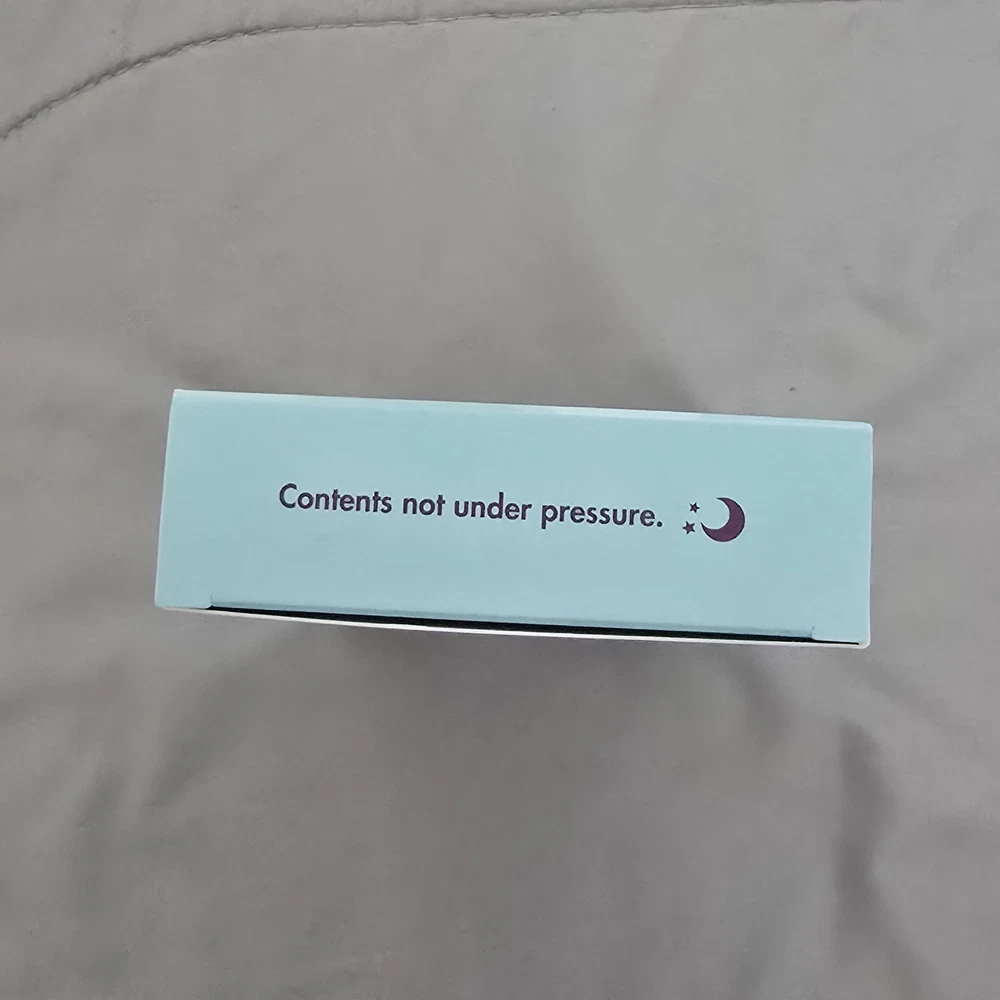 Contents not under pressure.